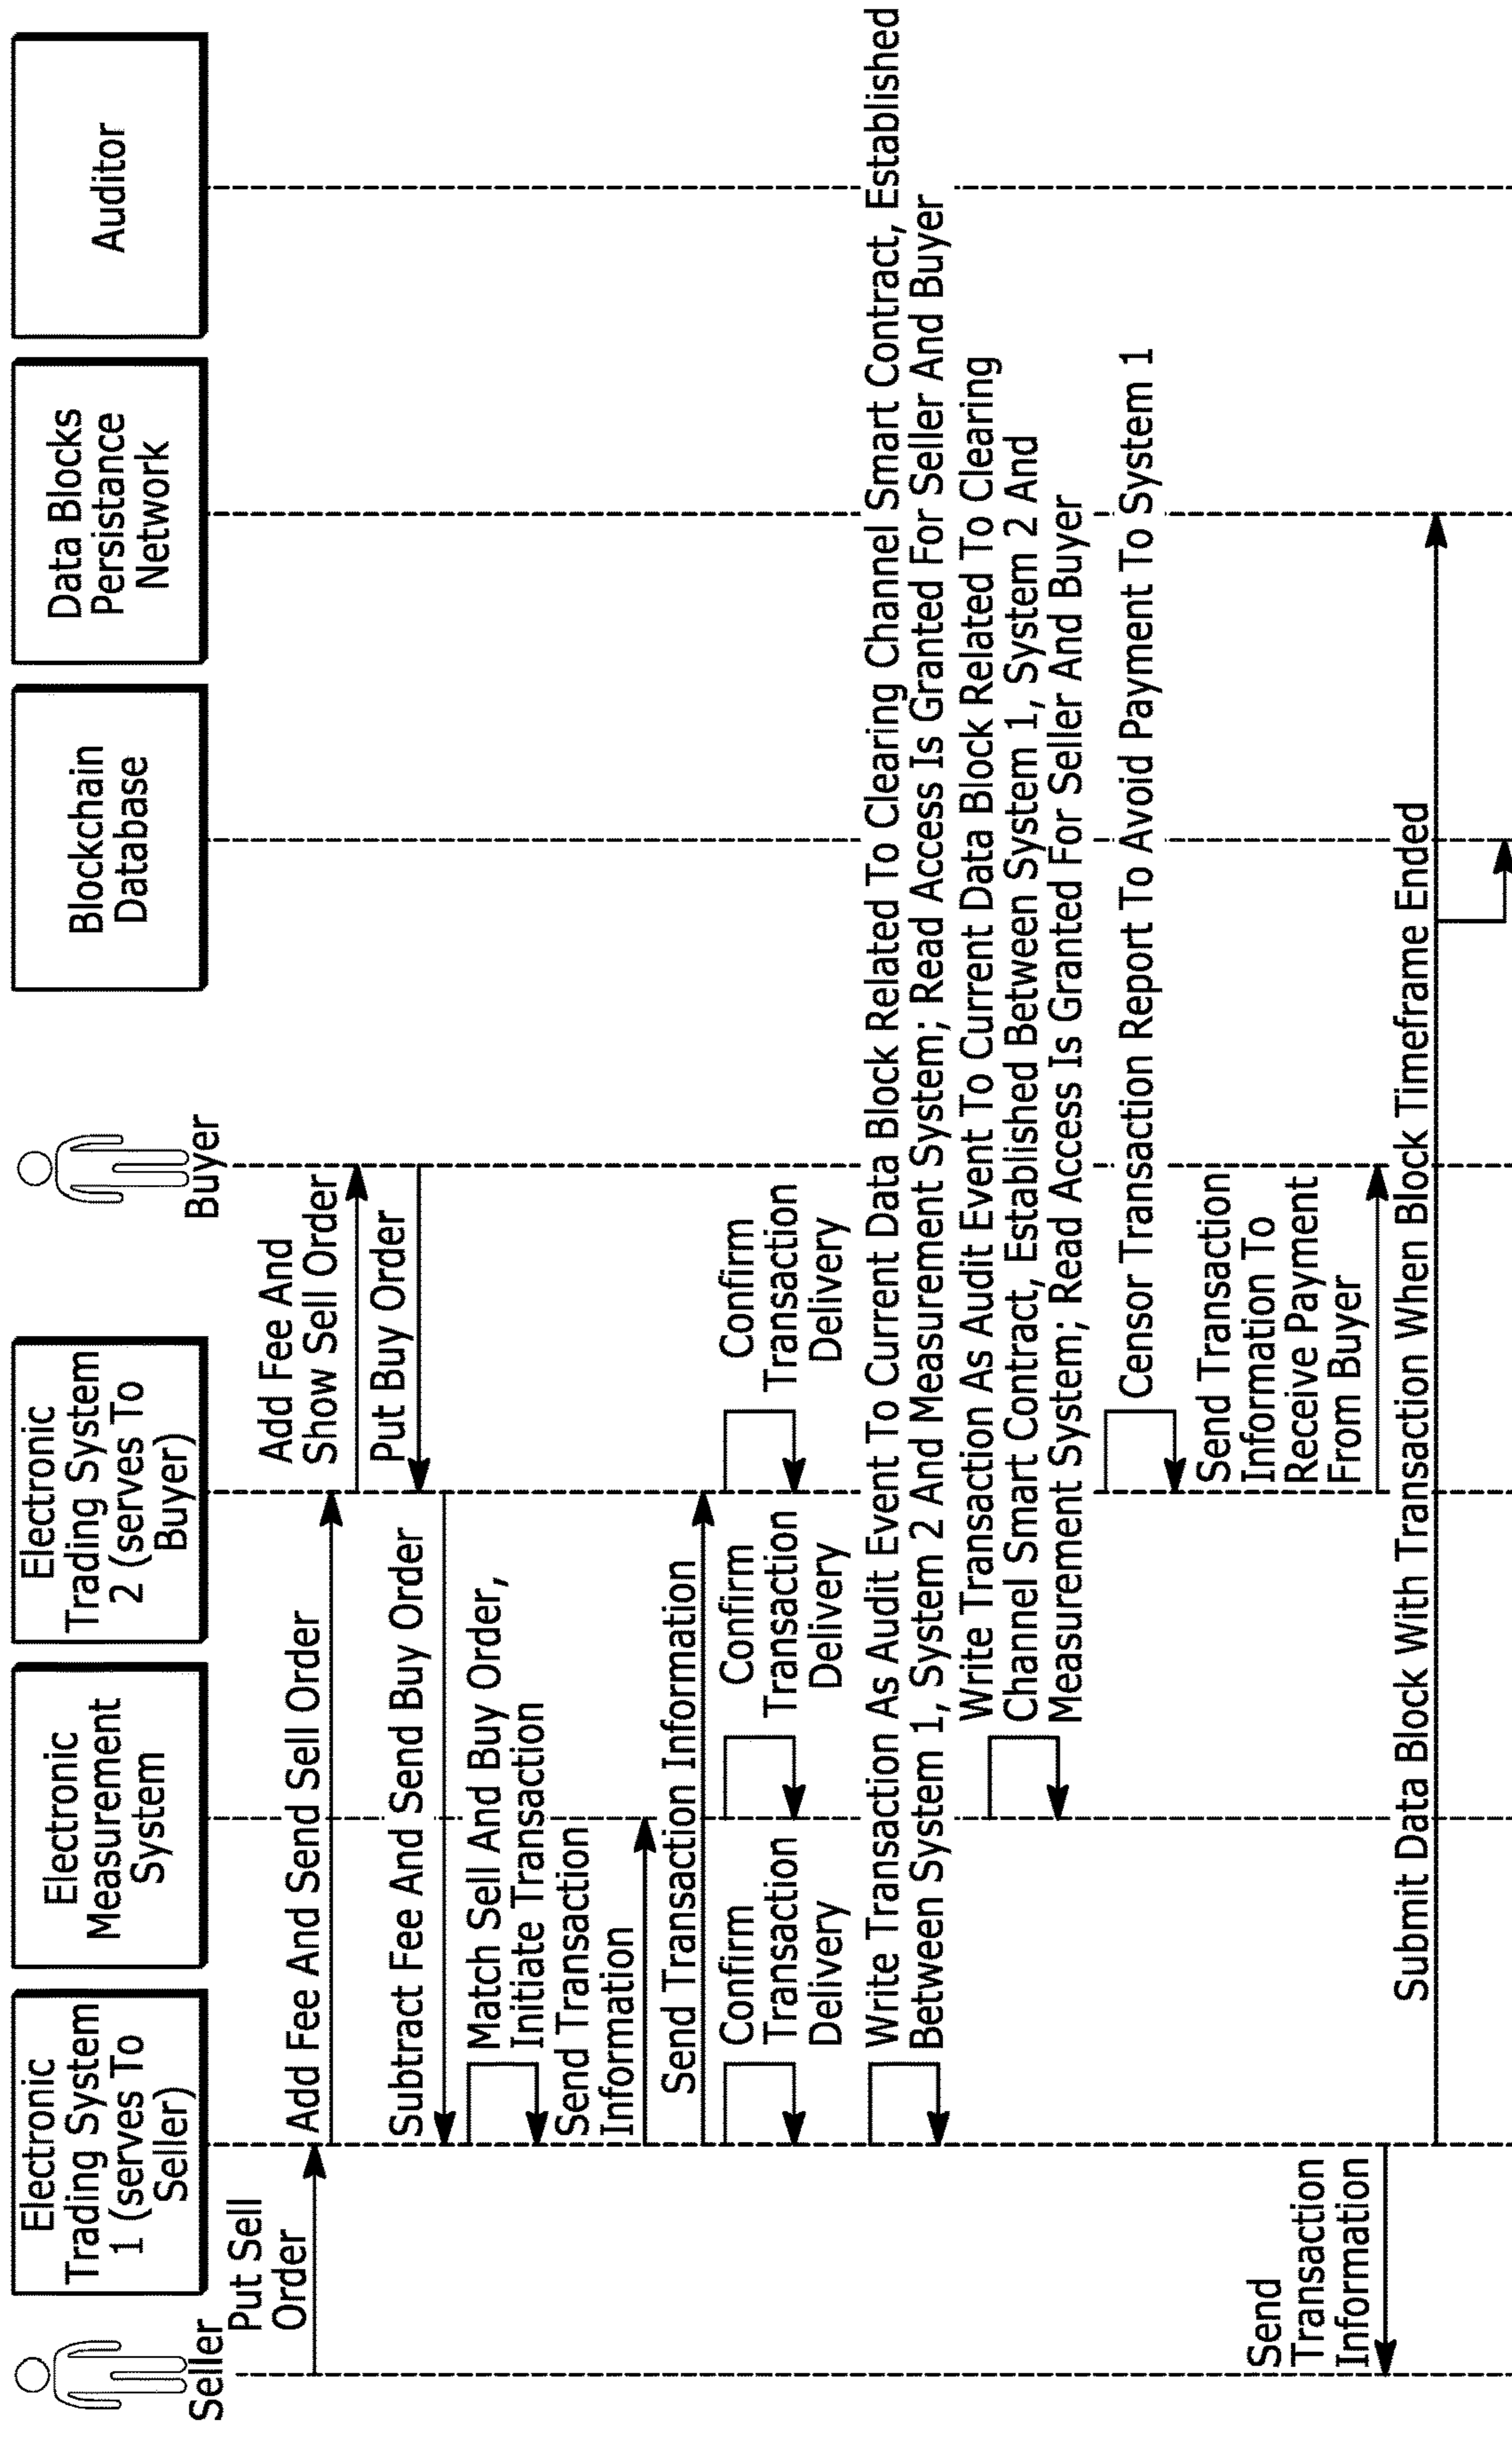 Seller
Electronic
Trading System
1 (serves To
Seller)
Electronic
Measurement
System
Electronic
Trading System
2 (serves To
Buyer)
Buyer
Blockchain
Database
Data Blocks
Persistance
Network
Auditor
Put Sell
Order
Add Fee And Send Sell Order
Add Fee And
Show Sell Order
Put Buy Order
Subtract Fee And Send Buy Order
Match Sell And Buy Order,
Initiate Transaction
Send Transaction
Information
Send Transaction Information
Confirm
Transaction
Delivery
Confirm
Transaction
Delivery
Confirm
Transaction
Delivery
Write Transaction As Audit Event To Current Data Block Related To Clearing Channel Smart Contract, Established
Between System 1, System 2 And Measurement System; Read Access Is Granted For Seller And Buyer
Write Transaction As Audit Event To Current Data Block Related To Clearing
Channel Smart Contract, Established Between System 1, System 2 And
Measurement System; Read Access Is Granted For Seller And Buyer
Censor Transaction Report To Avoid Payment To System 1
Send Transaction
Information To
Receive Payment
From Buyer
Send
Transaction
Information
Submit Data Block With Transaction When Block Timeframe Ended